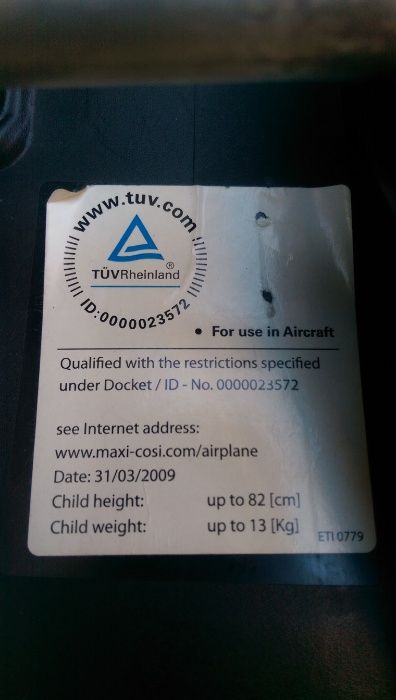 www.tuv.com
TÜVRheinland®
ID:0000023572
• For use in Aircraft
Qualified with the restrictions specified
under Docket / ID - No. 0000023572
see Internet address:
www.maxi-cosi.com/airplane
Date: 31/03/2009
Child height: up to 82 [cm]
Child weight: up to 13 [Kg]
ETI 0779